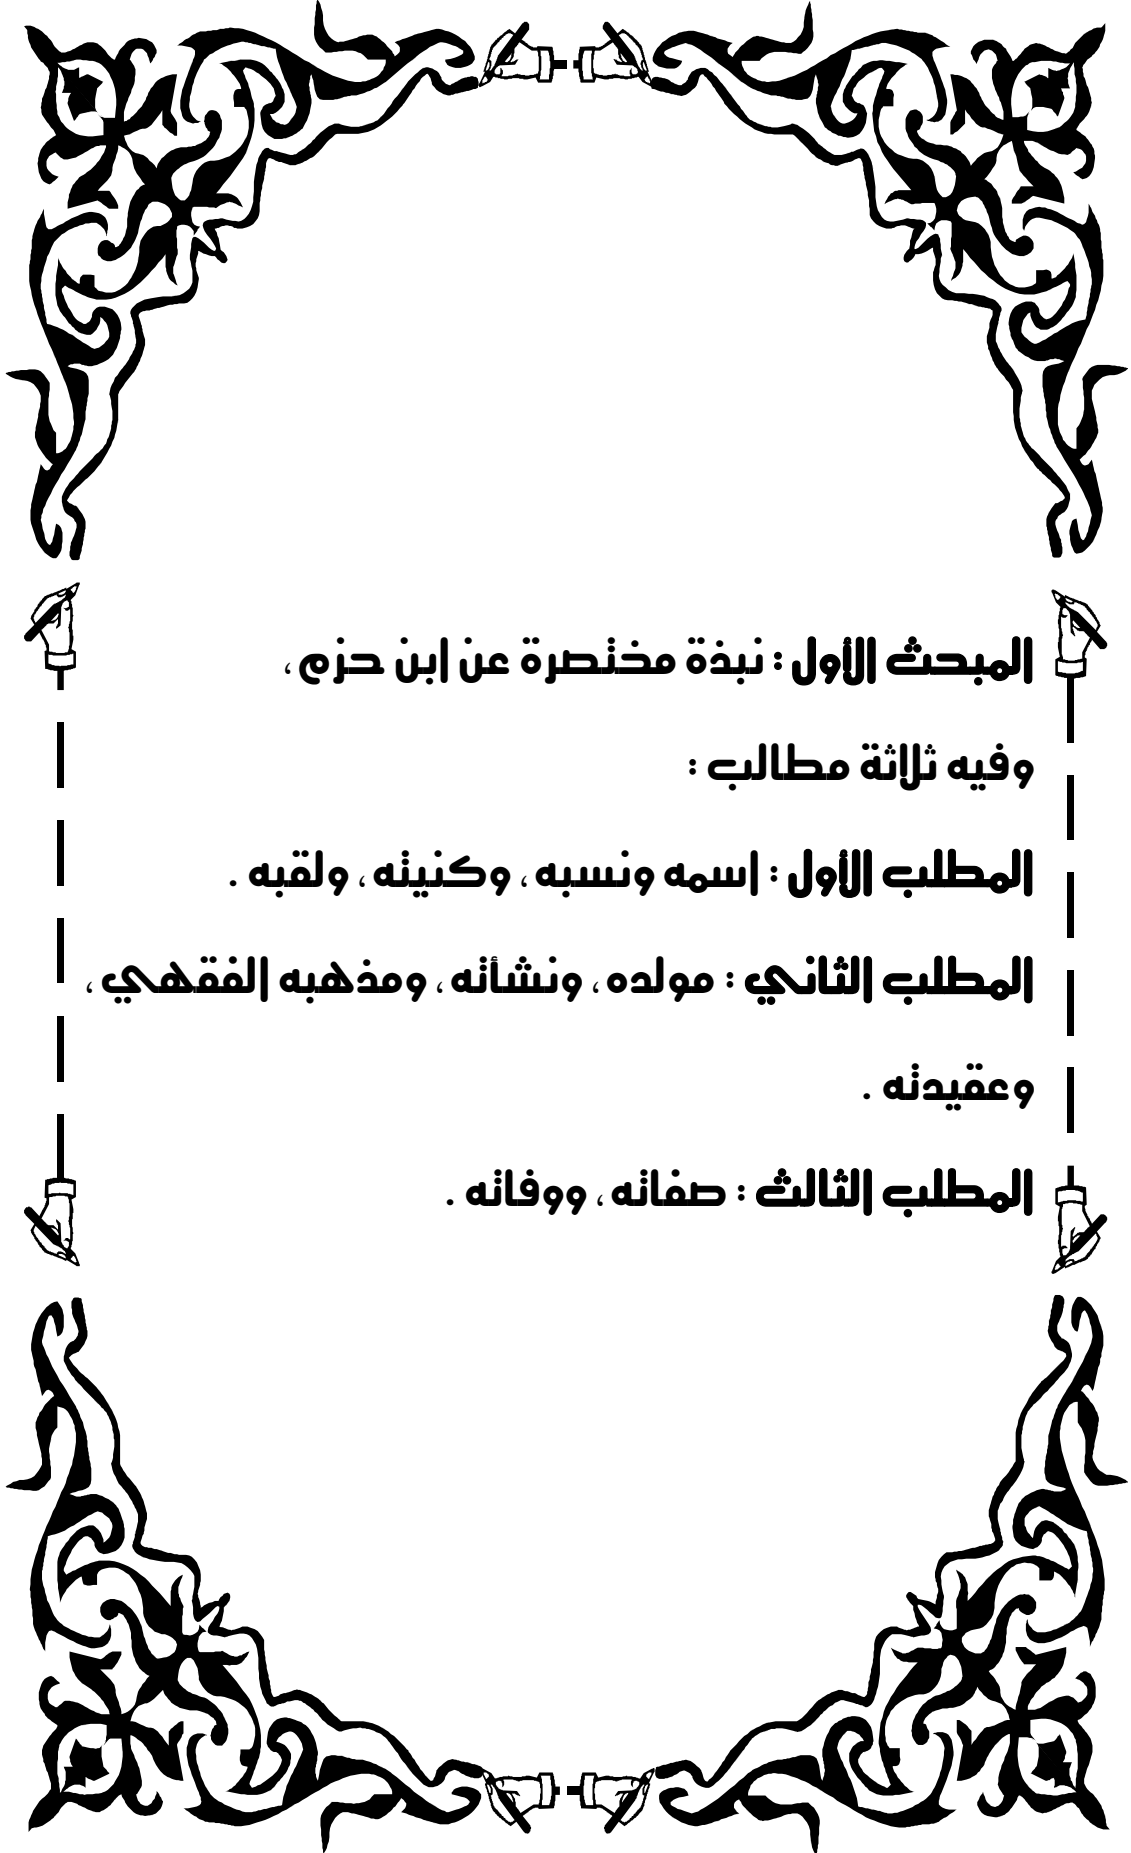 المبحث الأول : نبذة مختصرة عن ابن حزم ،
وفيه ثلاثة مطالب :
المطلب الأول : اسمه ونسبه ، وكنيته ، ولقبه .
المطلب الثاني : مولده ، ونشأته ، ومذهبه الفقهي ،
وعقيدته .
المطلب الثالث : صفاته ، ووفاته .